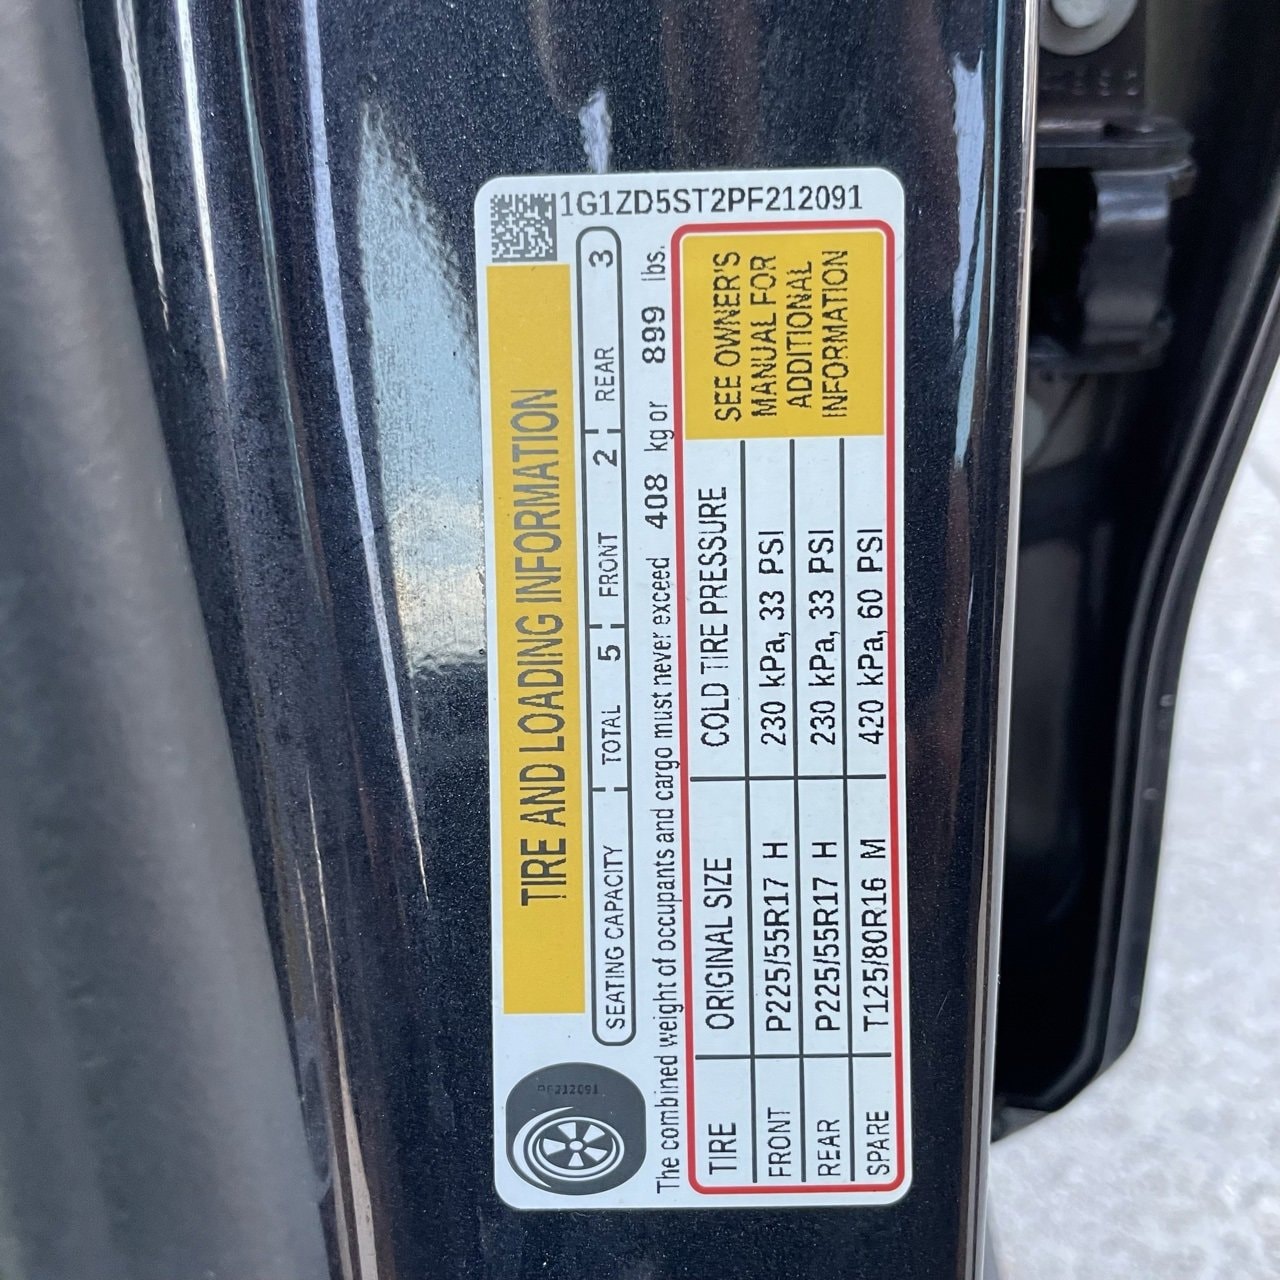 1G1ZD5ST2PF212091
TIRE AND LOADING INFORMATION
SEATING CAPACITY TOTAL 5 FRONT 2 REAR 3
The combined weight of occupants and cargo must never exceed 408 kg or 899 lbs.
TIRE ORIGINAL SIZE COLD TIRE PRESSURE
FRONT P225/55R17 H 230 kPa, 33 PSI
REAR P225/55R17 H 230 kPa, 33 PSI
SPARE T125/80R16 M 420 kPa, 60 PSI
SEE OWNER'S
MANUAL FOR
ADDITIONAL
INFORMATION
PF212091